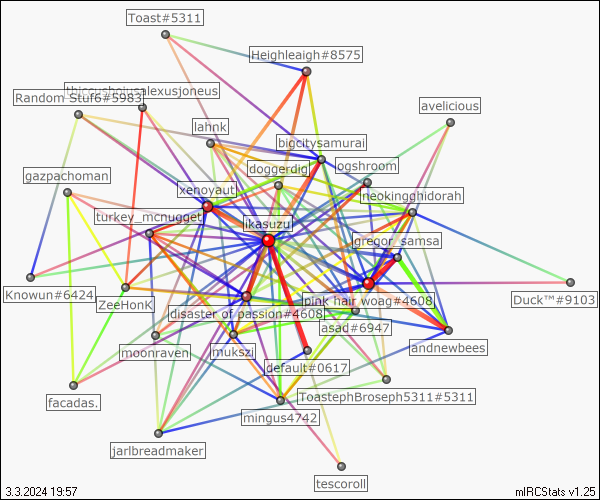 Toast#5311
Heighleaigh#8575
thiccushojusalexusjoneus
Random Stuf6#5983
avelicious
lahnk
bigcitysamurai
doggerdig
logshroom
gazpachoman
xenoyaut
neokingghidorah
turkey_mcnugget
ikasuzu
gregor_samsa
Knowun#6424
ZeeHonK
disaster of passion#4608
pink hair woag#4608
Duck™#9103
asad#6947
moonraven
mukszi
default#0617
andnewbees
facadas.
ToastephBroseph5311#5311
mingus4742
jarlbreadmaker
tescoroll
3.3.2024 19:57
mIRCStats v1.25